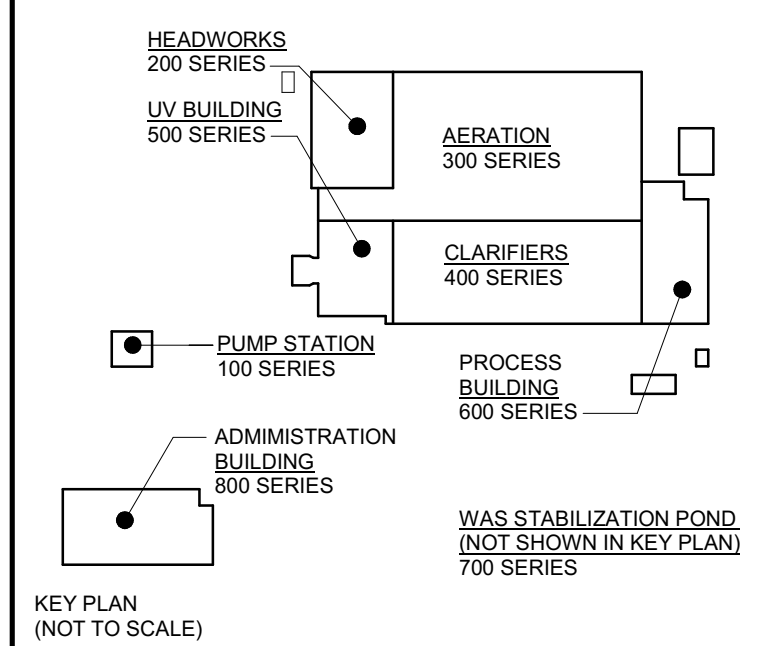 HEADWORKS
200 SERIES
UV BUILDING
500 SERIES
AERATION
300 SERIES
CLARIFIERS
400 SERIES
PUMP STATION
100 SERIES
PROCESS
BUILDING
600 SERIES
ADMIMISTRATION
BUILDING
800 SERIES
WAS STABILIZATION POND
(NOT SHOWN IN KEY PLAN)
700 SERIES
KEY PLAN
(NOT TO SCALE)